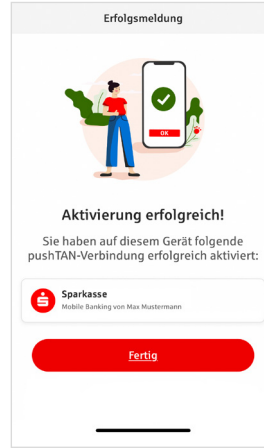 Erfolgsmeldung
OK
Aktivierung erfolgreich!
Sie haben auf diesem Gerät folgende
pushTAN-Verbindung erfolgreich aktiviert:
Sparkasse
Mobile Banking von Max Mustermann
Fertig